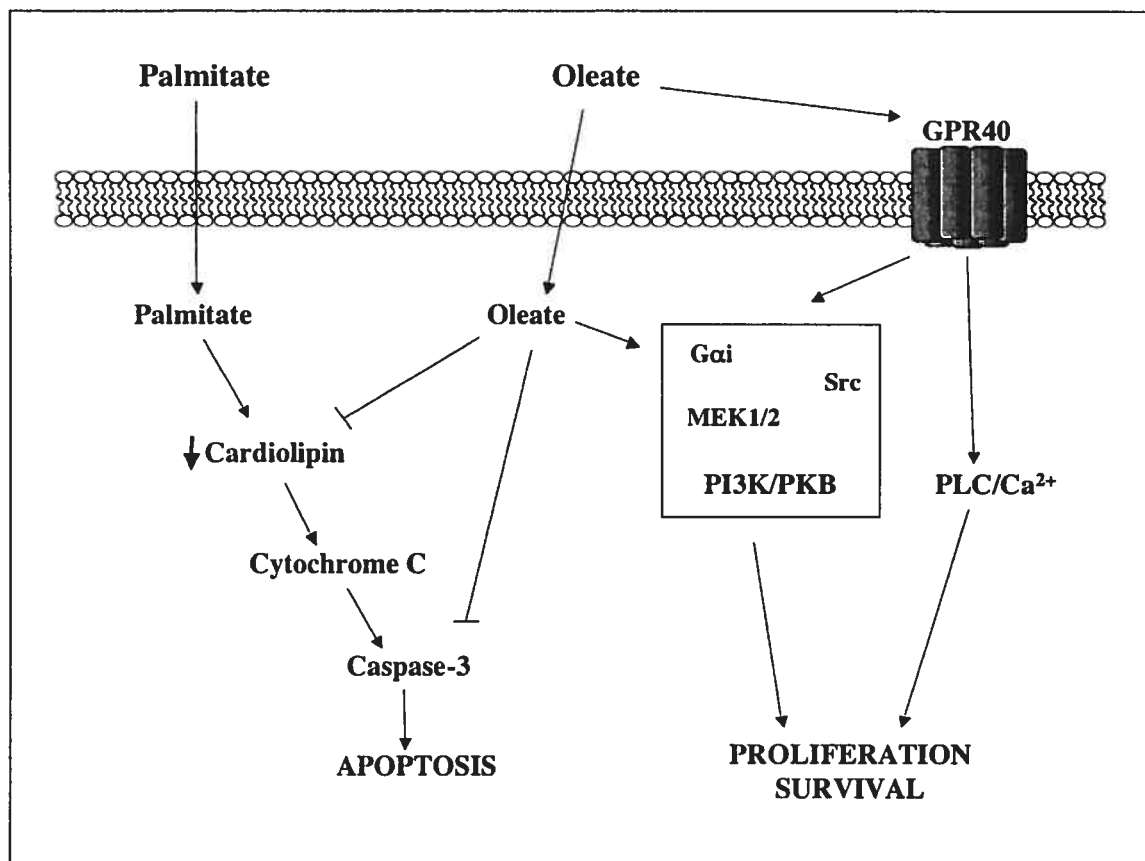 Palmitate
Oleate
GPR40
Palmitate
Oleate
Gαi
Src
MEK1/2
PI3K/PKB
PLC/Ca²⁺
↓ Cardiolipin
Cytochrome C
Caspase-3
APOPTOSIS
PROLIFERATION
SURVIVAL